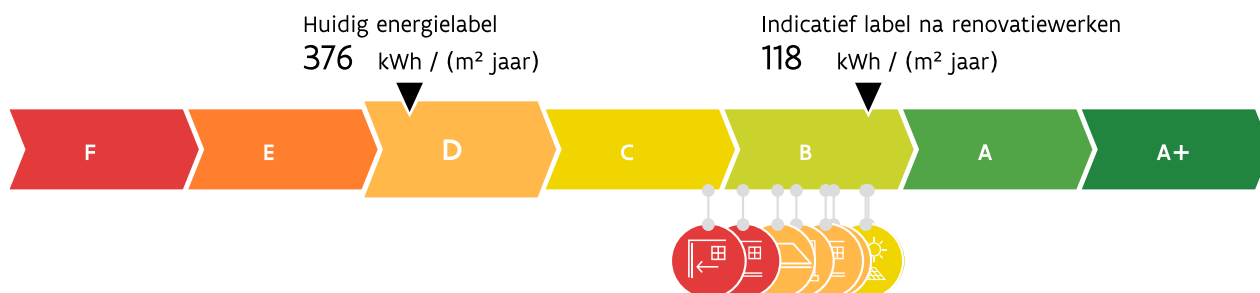 Huidig energielabel
376 kWh / (m² jaar)
Indicatief label na renovatiewerken
118 kWh / (m² jaar)
F E D C B A A+